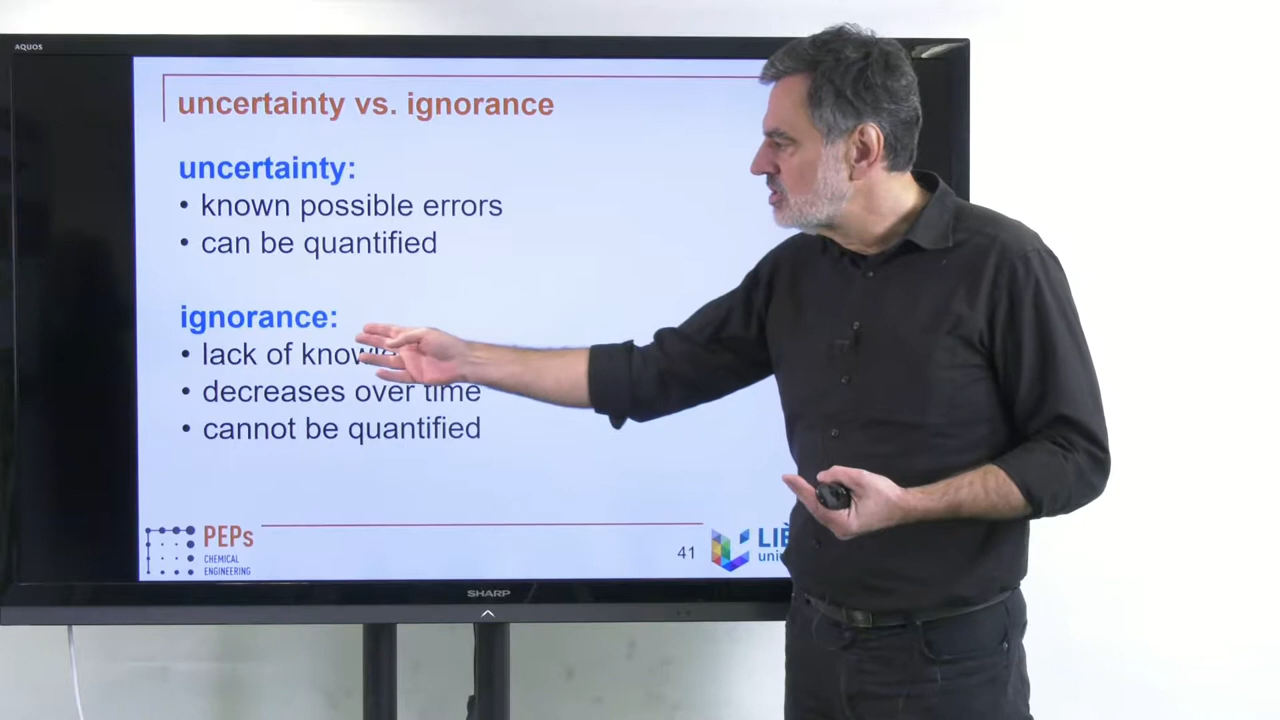 AQUOS
uncertainty vs. ignorance
uncertainty:
• known possible errors
• can be quantified
ignorance:
• lack of
• decreases over time
• cannot be quantified
PEPs
CHEMICAL
ENGINEERING
41
SHARP